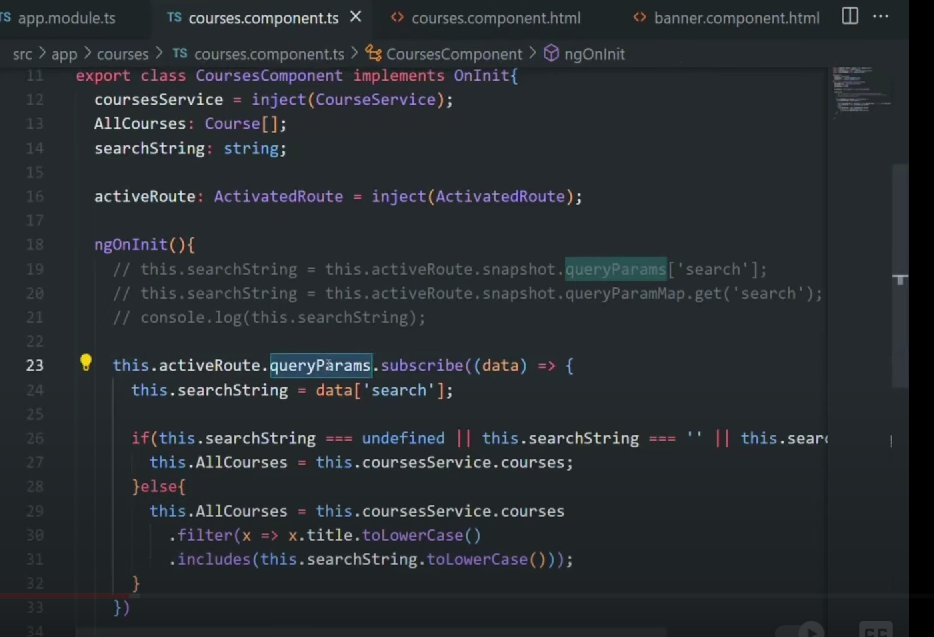 TS app.module.ts TS courses.component.ts <> courses.component.html <> banner.component.html
src > app > courses > TS courses.component.ts > CoursesComponent > ngOnInit
11 export class CoursesComponent implements OnInit{
12 coursesService = inject(CourseService);
13 AllCourses: Course[];
14 searchString: string;
15
16 activeRoute: ActivatedRoute = inject(ActivatedRoute);
17
18 ngOnInit(){
19 // this.searchString = this.activeRoute.snapshot.queryParams['search'];
20 // this.searchString = this.activeRoute.snapshot.queryParamMap.get('search');
21 // console.log(this.searchString);
22
23 this.activeRoute.queryParams.subscribe((data) => {
24 this.searchString = data['search'];
25
26 if(this.searchString === undefined || this.searchString === '' || this.sear
27 this.AllCourses = this.coursesService.courses;
28 }else{
29 this.AllCourses = this.coursesService.courses
30 .filter(x => x.title.toLowerCase()
31 .includes(this.searchString.toLowerCase()));
32 }
33 })
34